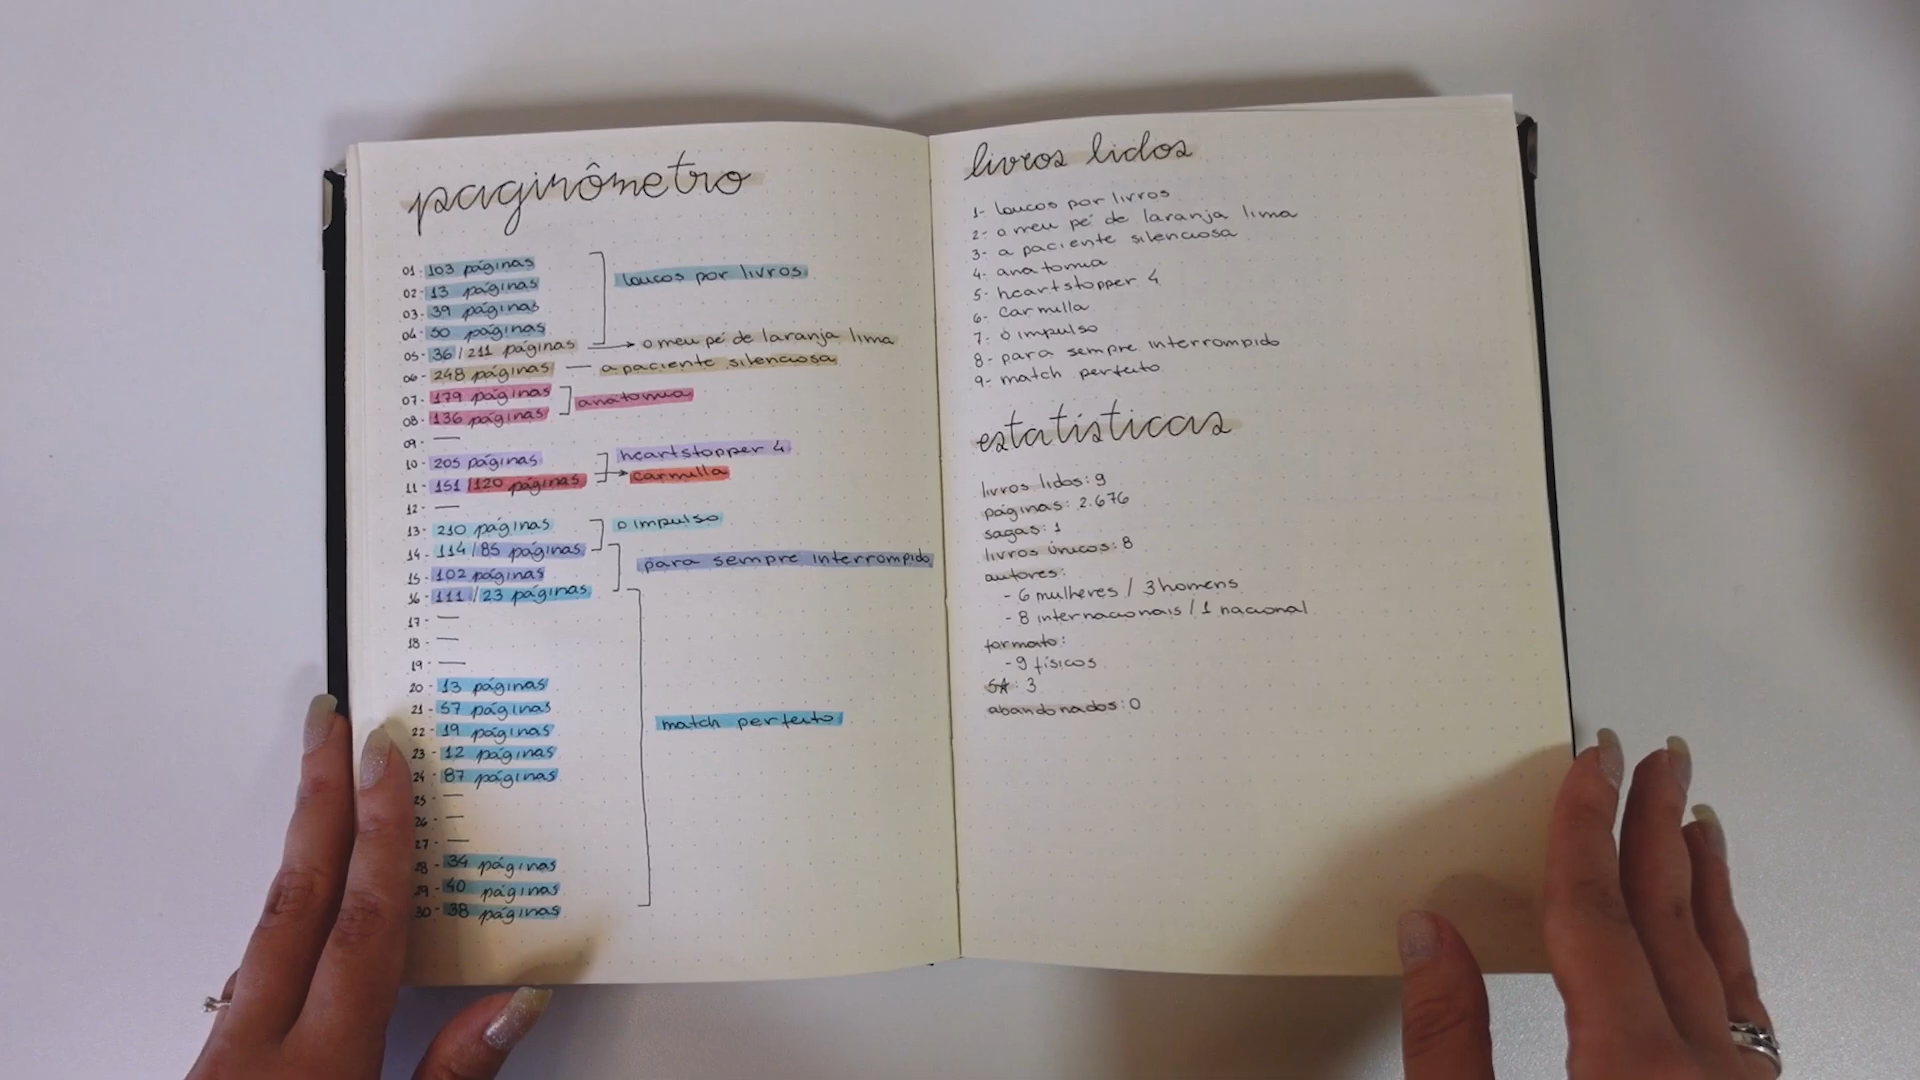 paginômetro
01- 103 páginas
02- 13 páginas
03- 39 páginas
04- 50 páginas
loucos por livros
05- 36 / 211 páginas → o meu pé de laranja lima
06- 248 páginas — a paciente silenciosa
07- 179 páginas
08- 136 páginas
anatomia
09- —
10- 205 páginas
heartstopper 4
11- 151 / 120 páginas → carmilla
12- —
13- 210 páginas
o impulso
14- 114 / 85 páginas
15- 102 páginas
para sempre interrompido
16- 111 / 23 páginas
17- —
18- —
19- —
20- 13 páginas
21- 57 páginas
22- 19 páginas
match perfeito
23- 12 páginas
24- 87 páginas
25- —
26- —
27- —
28- 34 páginas
29- 40 páginas
30- 38 páginas
livros lidos
1- loucos por livros
2- o meu pé de laranja lima
3- a paciente silenciosa
4- anatomia
5- heartstopper 4
6- carmilla
7- o impulso
8- para sempre interrompido
9- match perfeito
estatísticas
livros lidos: 9
páginas: 2.676
sagas: 1
livros únicos: 8
autores:
- 6 mulheres / 3 homens
- 8 internacionais / 1 nacional
formato:
- 9 físicos
5☆: 3
abandonados: 0